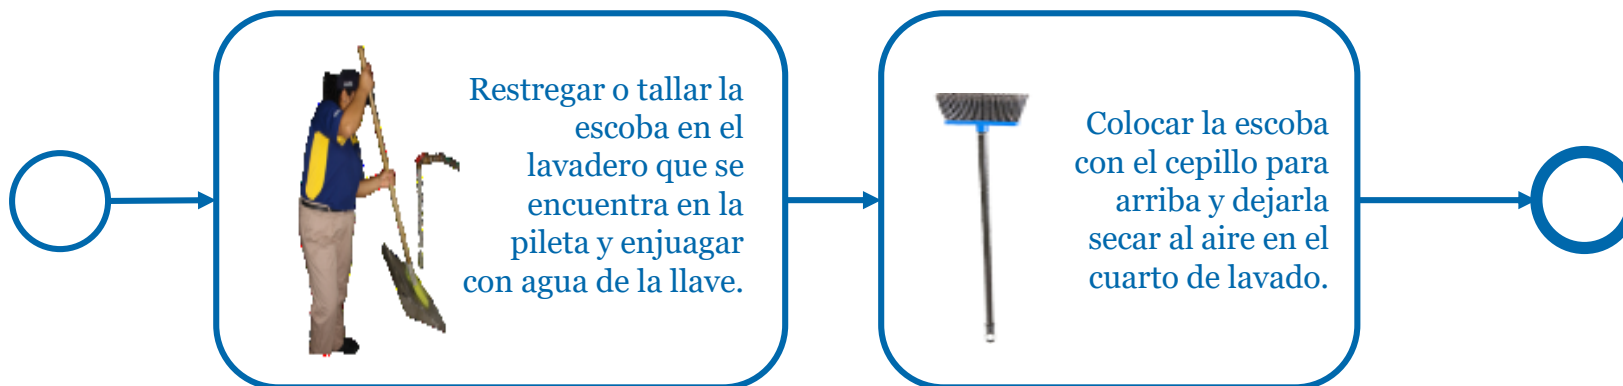 Restregar o tallar la
escoba en el
lavadero que se
encuentra en la
pileta y enjuagar
con agua de la llave.
Colocar la escoba
con el cepillo para
arriba y dejarla
secar al aire en el
cuarto de lavado.